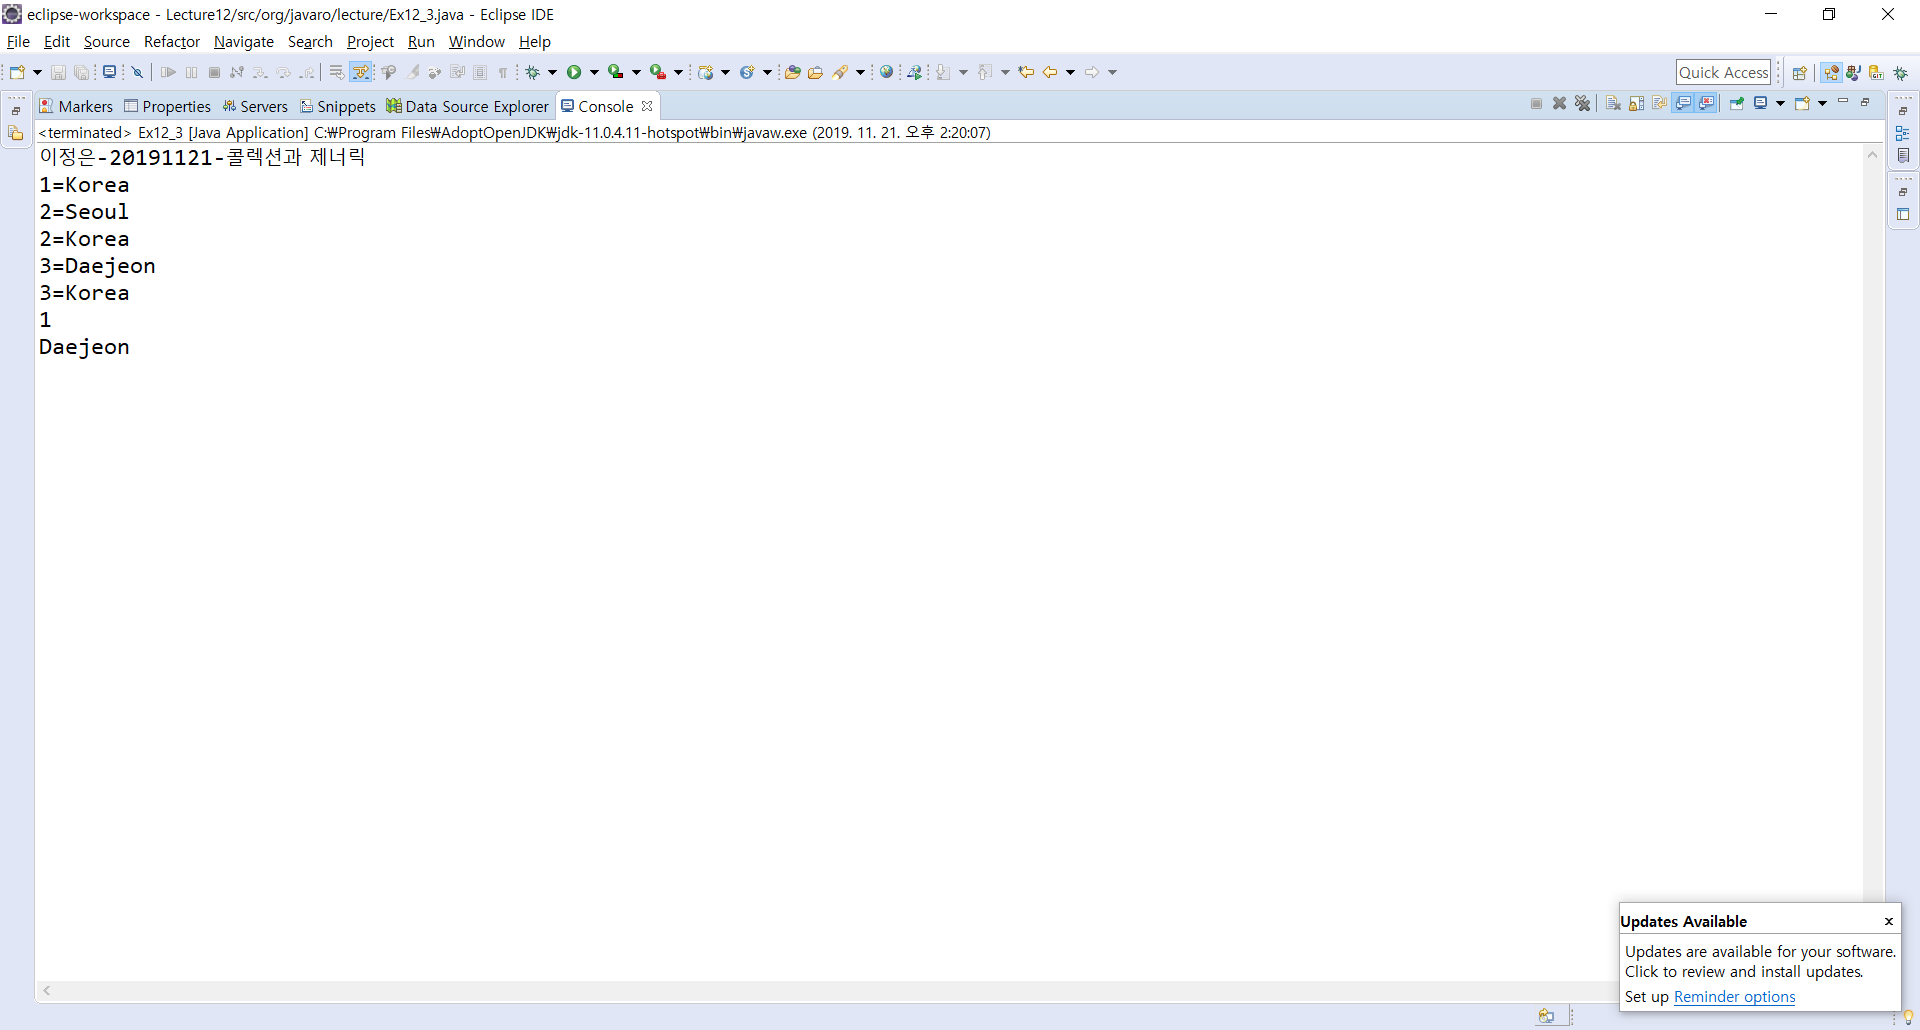 eclipse-workspace - Lecture12/src/org/javaro/lecture/Ex12_3.java - Eclipse IDE
File Edit Source Refactor Navigate Search Project Run Window Help
Quick Access
Markers Properties Servers Snippets Data Source Explorer Console
<terminated> Ex12_3 [Java Application] C:₩Program Files₩AdoptOpenJDK₩jdk-11.0.4.11-hotspot₩bin₩javaw.exe (2019. 11. 21. 오후 2:20:07)
이정은-20191121-콜렉션과 제너릭
1=Korea
2=Seoul
2=Korea
3=Daejeon
3=Korea
1
Daejeon
Updates Available
Updates are available for your software.
Click to review and install updates.
Set up Reminder options